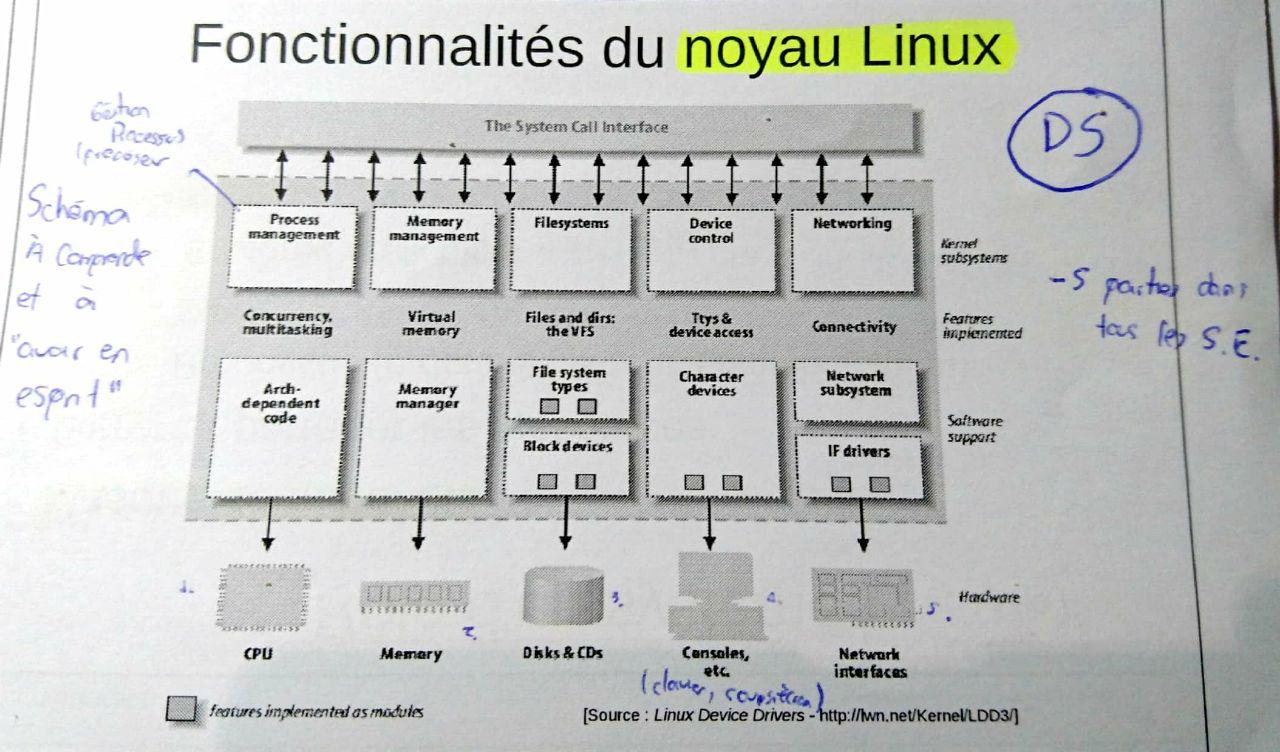 Fonctionnalités du noyau Linux
Gestion
Processus
DS
The System Call Interface
Schéma
À Comprendre
et à
"avoir en
esprit"
Process
management
Memory
management
Filesystems
Device
control
Networking
Kernel
subsystems
- 5 parties dans
tous les S.E.
Concurrency,
multitasking
Virtual
memory
Files and dirs:
the VFS
Ttys &
device access
Connectivity
Features
implemented
Arch-
dependent
code
Memory
manager
File system
types
Block devices
Character
devices
Network
subsystem
IF drivers
Software
support
1.
2.
3.
4.
5.
Hardware
CPU
Memory
Disks & CDs
Consoles,
etc.
Network
interfaces
(clavier,
features implemented as modules
[Source : Linux Device Drivers - http://lwn.net/Kernel/LDD3/]